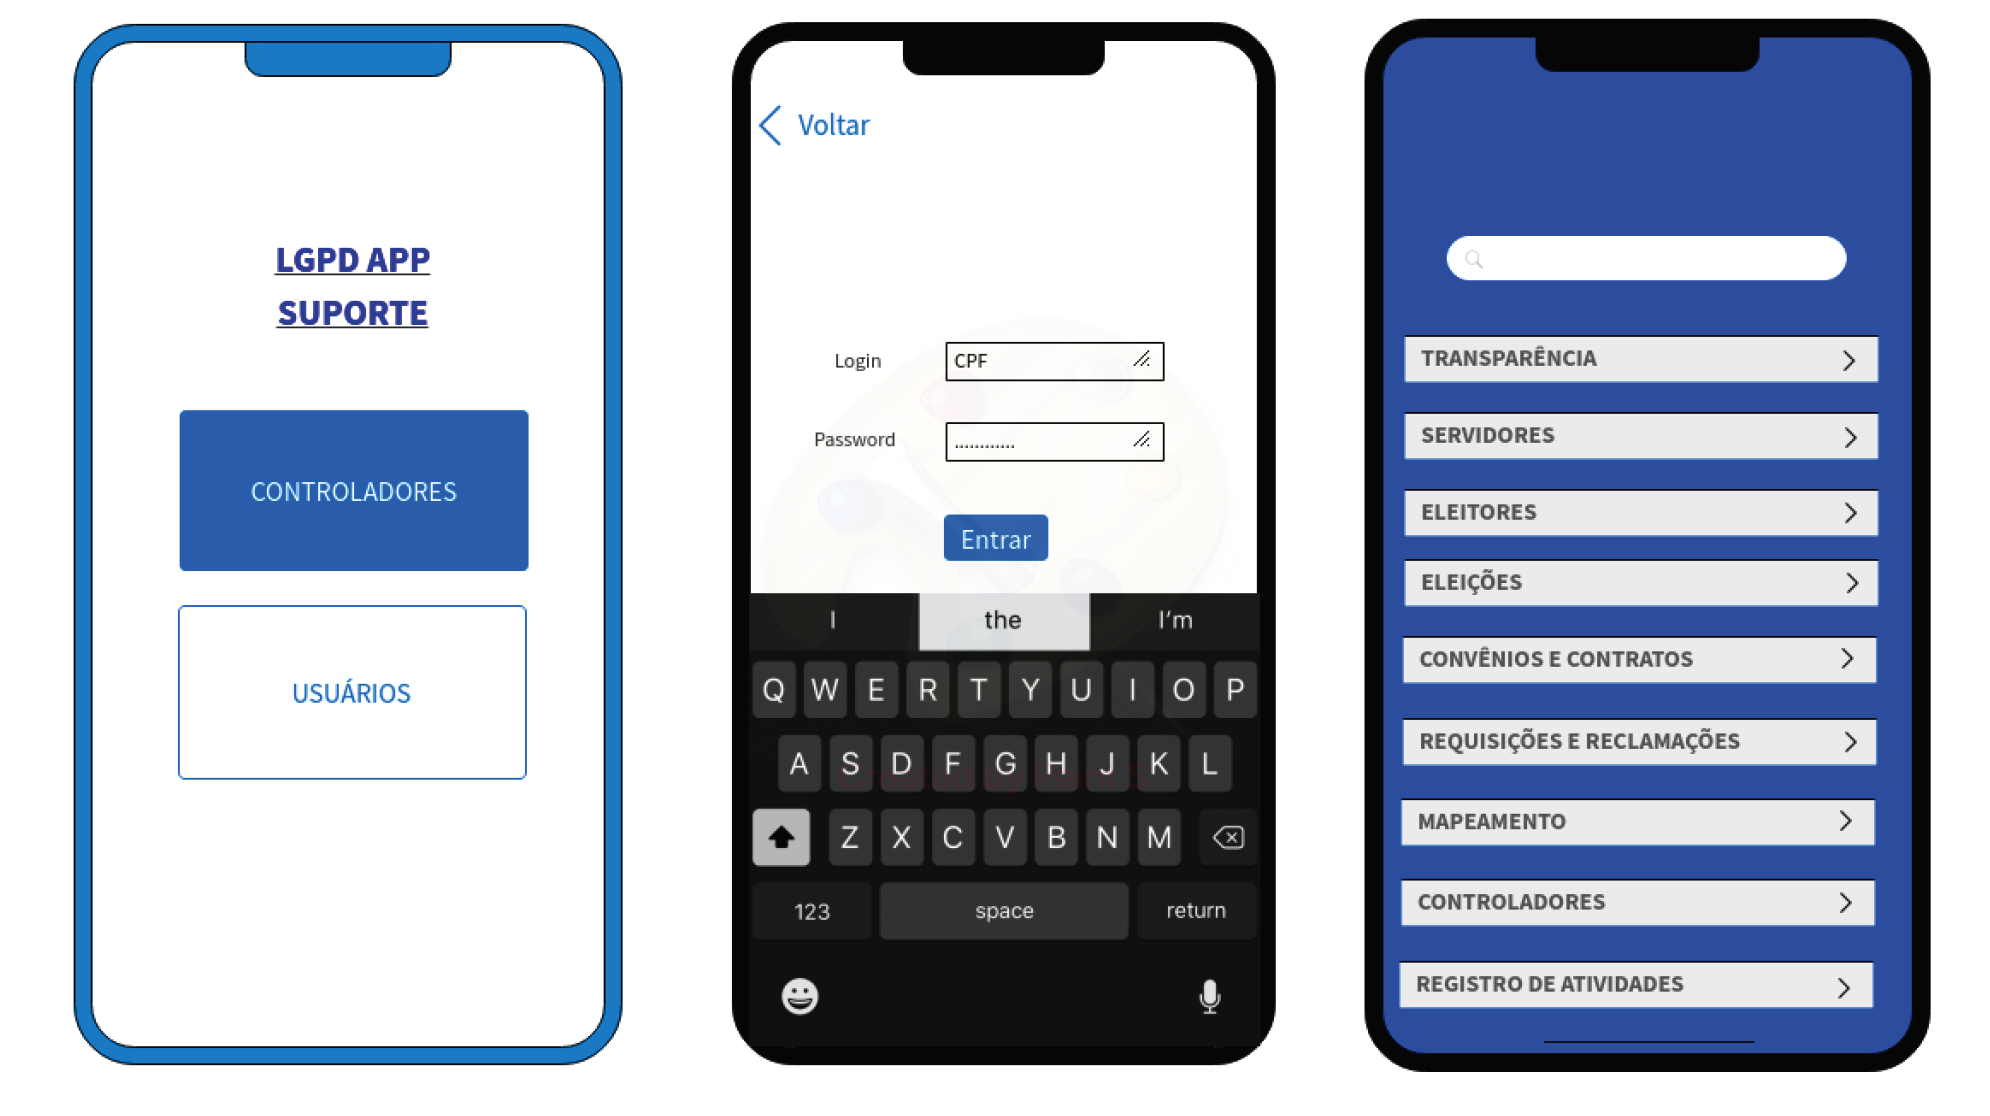 LGPD APP
SUPORTE
CONTROLADORES
USUÁRIOS
Voltar
Login
CPF
Password
............
Entrar
I
the
I'm
Q W E R T Y U I O P
A S D F G H J K L
Z X C V B N M
123
space
return
TRANSPARÊNCIA
SERVIDORES
ELEITORES
ELEIÇÕES
CONVÊNIOS E CONTRATOS
REQUISIÇÕES E RECLAMAÇÕES
MAPEAMENTO
CONTROLADORES
REGISTRO DE ATIVIDADES